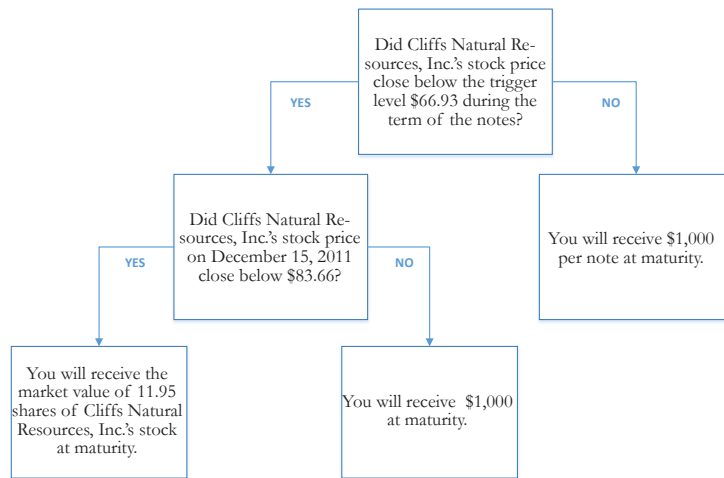 Did Cliffs Natural Re-
sources, Inc.'s stock price
close below the trigger
level $66.93 during the
term of the notes?
YES
NO
Did Cliffs Natural Re-
sources, Inc.'s stock price
on December 15, 2011
close below $83.66?
You will receive $1,000
per note at maturity.
YES
NO
You will receive the
market value of 11.95
shares of Cliffs Natural
Resources, Inc.'s stock
at maturity.
You will receive $1,000
at maturity.